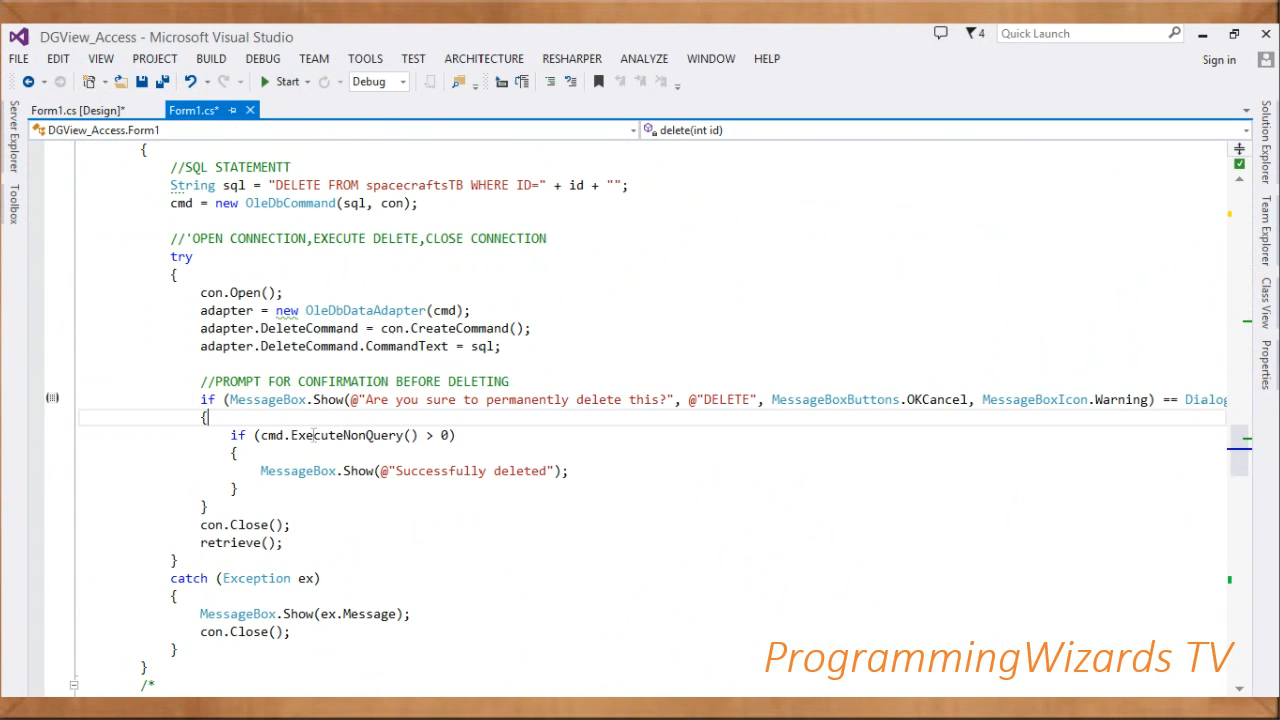 DGView_Access - Microsoft Visual Studio
4
Quick Launch
FILE EDIT VIEW PROJECT BUILD DEBUG TEAM TOOLS TEST ARCHITECTURE RESHARPER ANALYZE WINDOW HELP
Sign in
Start Debug
Form1.cs [Design]* Form1.cs*
DGView_Access.Form1 delete(int id)
Server Explorer
Toolbox
{
//SQL STATEMENTT
String sql = "DELETE FROM spacecraftsTB WHERE ID=" + id + "";
cmd = new OleDbCommand(sql, con);
//'OPEN CONNECTION,EXECUTE DELETE,CLOSE CONNECTION
try
{
con.Open();
adapter = new OleDbDataAdapter(cmd);
adapter.DeleteCommand = con.CreateCommand();
adapter.DeleteCommand.CommandText = sql;
//PROMPT FOR CONFIRMATION BEFORE DELETING
if (MessageBox.Show(@"Are you sure to permanently delete this?", @"DELETE", MessageBoxButtons.OKCancel, MessageBoxIcon.Warning) == Dialog
{
if (cmd.ExecuteNonQuery() > 0)
{
MessageBox.Show(@"Successfully deleted");
}
}
con.Close();
retrieve();
}
catch (Exception ex)
{
MessageBox.Show(ex.Message);
con.Close();
}
}
/*
Solution Explorer
Team Explorer
Class View
Properties
ProgrammingWizards TV